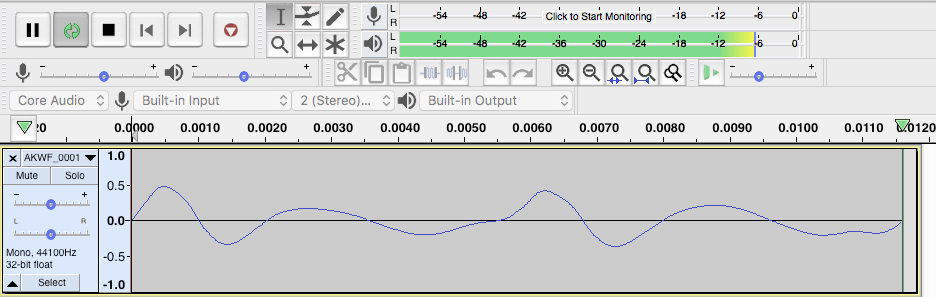 L -54 -48 -42 Click to Start Monitoring -18 -12 -6 0
R
L -54 -48 -42 -36 -30 -24 -18 -12 -6 0
R
- + - + - +
Core Audio Built-in Input 2 (Stereo)... Built-in Output
20 0.0000 0.0010 0.0020 0.0030 0.0040 0.0050 0.0060 0.0070 0.0080 0.0090 0.0100 0.0110 0.0120
× AKWF_0001 1.0
Mute Solo
- + 0.5
L R 0.0
Mono, 44100Hz -0.5
32-bit float
Select -1.0